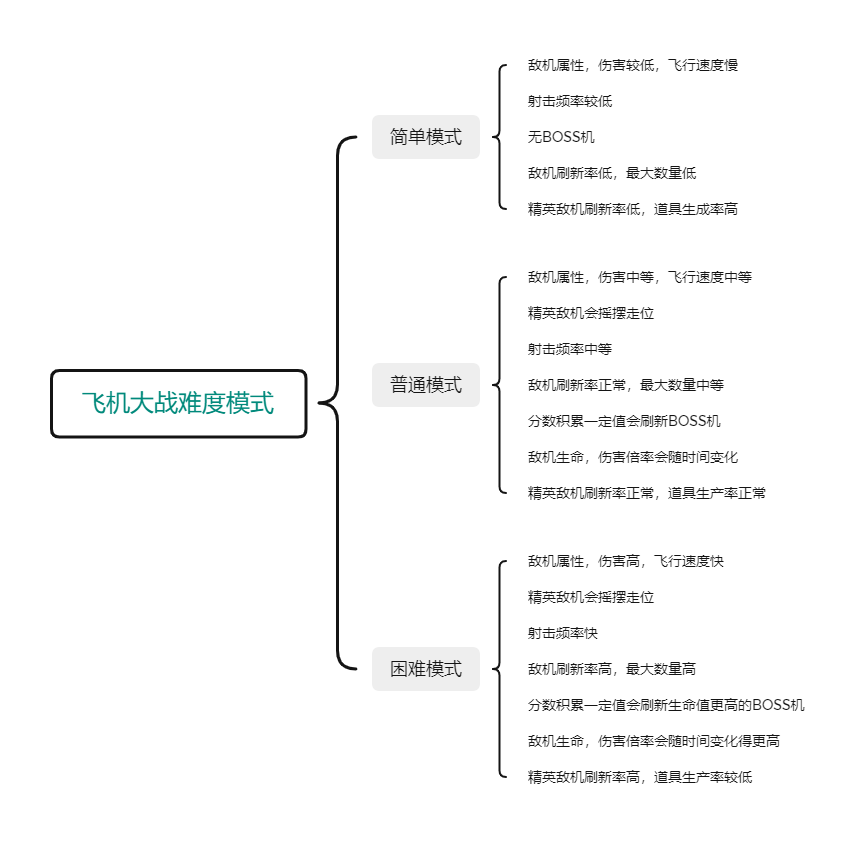 飞机大战难度模式
简单模式
敌机属性，伤害较低，飞行速度慢
射击频率较低
无BOSS机
敌机刷新率低，最大数量低
精英敌机刷新率低，道具生成率高
普通模式
敌机属性，伤害中等，飞行速度中等
精英敌机会摇摆走位
射击频率中等
敌机刷新率正常，最大数量中等
分数积累一定值会刷新BOSS机
敌机生命，伤害倍率会随时间变化
精英敌机刷新率正常，道具生产率正常
困难模式
敌机属性，伤害高，飞行速度快
精英敌机会摇摆走位
射击频率快
敌机刷新率高，最大数量高
分数积累一定值会刷新生命值更高的BOSS机
敌机生命，伤害倍率会随时间变化得更高
精英敌机刷新率高，道具生产率较低